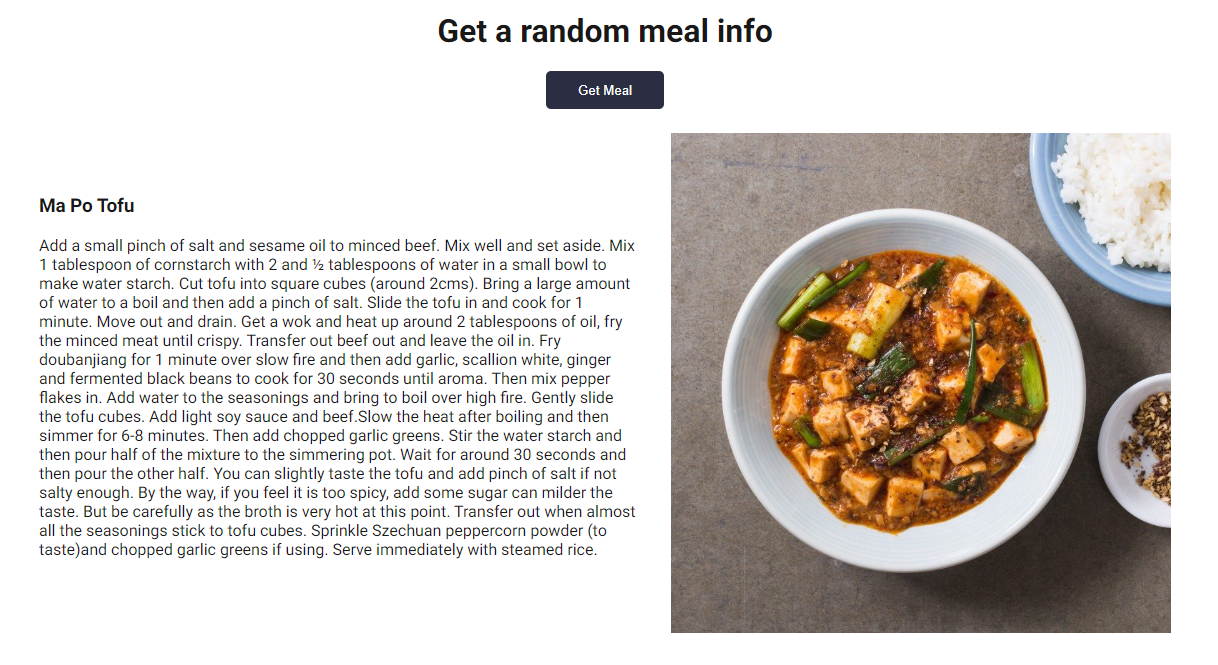 Get a random meal info
Get Meal
Ma Po Tofu
Add a small pinch of salt and sesame oil to minced beef. Mix well and set aside. Mix
1 tablespoon of cornstarch with 2 and ½ tablespoons of water in a small bowl to
make water starch. Cut tofu into square cubes (around 2cms). Bring a large amount
of water to a boil and then add a pinch of salt. Slide the tofu in and cook for 1
minute. Move out and drain. Get a wok and heat up around 2 tablespoons of oil, fry
the minced meat until crispy. Transfer out beef out and leave the oil in. Fry
doubanjiang for 1 minute over slow fire and then add garlic, scallion white, ginger
and fermented black beans to cook for 30 seconds until aroma. Then mix pepper
flakes in. Add water to the seasonings and bring to boil over high fire. Gently slide
the tofu cubes. Add light soy sauce and beef.Slow the heat after boiling and then
simmer for 6-8 minutes. Then add chopped garlic greens. Stir the water starch and
then pour half of the mixture to the simmering pot. Wait for around 30 seconds and
then pour the other half. You can slightly taste the tofu and add pinch of salt if not
salty enough. By the way, if you feel it is too spicy, add some sugar can milder the
taste. But be carefully as the broth is very hot at this point. Transfer out when almost
all the seasonings stick to tofu cubes. Sprinkle Szechuan peppercorn powder (to
taste)and chopped garlic greens if using. Serve immediately with steamed rice.